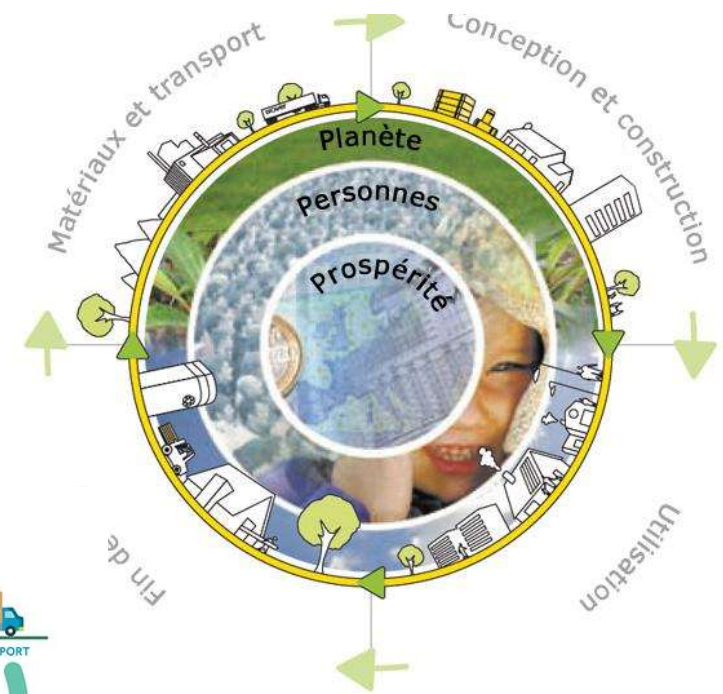 Matériaux et transport
Conception et construction
Planète
Personnes
Prospérité
Utilisation
Fin de
PORT